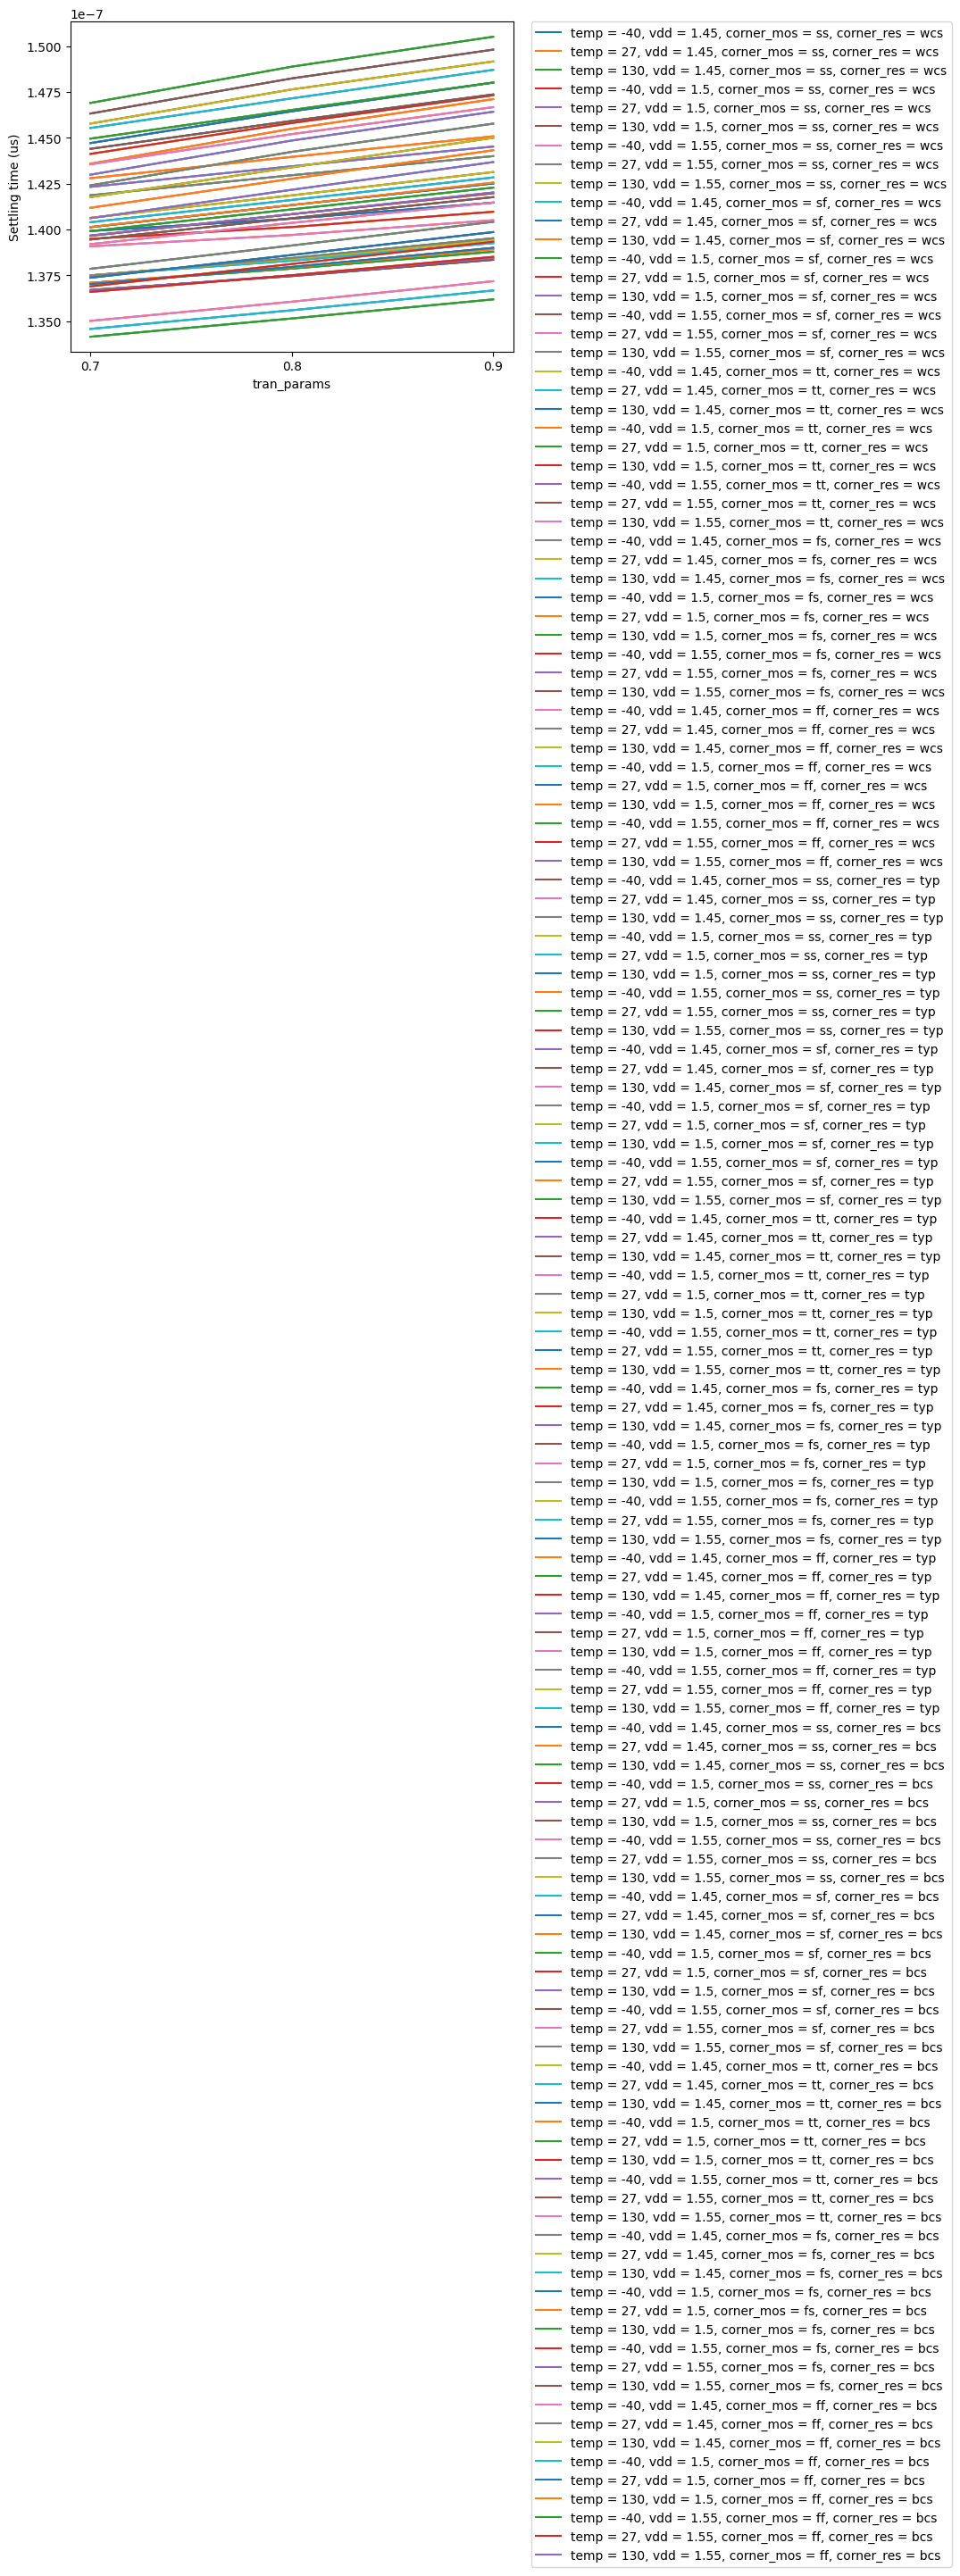 1e−7
1.500
1.475
1.450
1.425
1.400
1.375
1.350
Settling time (us)
0.7
0.8
0.9
tran_params
temp = -40, vdd = 1.45, corner_mos = ss, corner_res = wcs
temp = 27, vdd = 1.45, corner_mos = ss, corner_res = wcs
temp = 130, vdd = 1.45, corner_mos = ss, corner_res = wcs
temp = -40, vdd = 1.5, corner_mos = ss, corner_res = wcs
temp = 27, vdd = 1.5, corner_mos = ss, corner_res = wcs
temp = 130, vdd = 1.5, corner_mos = ss, corner_res = wcs
temp = -40, vdd = 1.55, corner_mos = ss, corner_res = wcs
temp = 27, vdd = 1.55, corner_mos = ss, corner_res = wcs
temp = 130, vdd = 1.55, corner_mos = ss, corner_res = wcs
temp = -40, vdd = 1.45, corner_mos = sf, corner_res = wcs
temp = 27, vdd = 1.45, corner_mos = sf, corner_res = wcs
temp = 130, vdd = 1.45, corner_mos = sf, corner_res = wcs
temp = -40, vdd = 1.5, corner_mos = sf, corner_res = wcs
temp = 27, vdd = 1.5, corner_mos = sf, corner_res = wcs
temp = 130, vdd = 1.5, corner_mos = sf, corner_res = wcs
temp = -40, vdd = 1.55, corner_mos = sf, corner_res = wcs
temp = 27, vdd = 1.55, corner_mos = sf, corner_res = wcs
temp = 130, vdd = 1.55, corner_mos = sf, corner_res = wcs
temp = -40, vdd = 1.45, corner_mos = tt, corner_res = wcs
temp = 27, vdd = 1.45, corner_mos = tt, corner_res = wcs
temp = 130, vdd = 1.45, corner_mos = tt, corner_res = wcs
temp = -40, vdd = 1.5, corner_mos = tt, corner_res = wcs
temp = 27, vdd = 1.5, corner_mos = tt, corner_res = wcs
temp = 130, vdd = 1.5, corner_mos = tt, corner_res = wcs
temp = -40, vdd = 1.55, corner_mos = tt, corner_res = wcs
temp = 27, vdd = 1.55, corner_mos = tt, corner_res = wcs
temp = 130, vdd = 1.55, corner_mos = tt, corner_res = wcs
temp = -40, vdd = 1.45, corner_mos = fs, corner_res = wcs
temp = 27, vdd = 1.45, corner_mos = fs, corner_res = wcs
temp = 130, vdd = 1.45, corner_mos = fs, corner_res = wcs
temp = -40, vdd = 1.5, corner_mos = fs, corner_res = wcs
temp = 27, vdd = 1.5, corner_mos = fs, corner_res = wcs
temp = 130, vdd = 1.5, corner_mos = fs, corner_res = wcs
temp = -40, vdd = 1.55, corner_mos = fs, corner_res = wcs
temp = 27, vdd = 1.55, corner_mos = fs, corner_res = wcs
temp = 130, vdd = 1.55, corner_mos = fs, corner_res = wcs
temp = -40, vdd = 1.45, corner_mos = ff, corner_res = wcs
temp = 27, vdd = 1.45, corner_mos = ff, corner_res = wcs
temp = 130, vdd = 1.45, corner_mos = ff, corner_res = wcs
temp = -40, vdd = 1.5, corner_mos = ff, corner_res = wcs
temp = 27, vdd = 1.5, corner_mos = ff, corner_res = wcs
temp = 130, vdd = 1.5, corner_mos = ff, corner_res = wcs
temp = -40, vdd = 1.55, corner_mos = ff, corner_res = wcs
temp = 27, vdd = 1.55, corner_mos = ff, corner_res = wcs
temp = 130, vdd = 1.55, corner_mos = ff, corner_res = wcs
temp = -40, vdd = 1.45, corner_mos = ss, corner_res = typ
temp = 27, vdd = 1.45, corner_mos = ss, corner_res = typ
temp = 130, vdd = 1.45, corner_mos = ss, corner_res = typ
temp = -40, vdd = 1.5, corner_mos = ss, corner_res = typ
temp = 27, vdd = 1.5, corner_mos = ss, corner_res = typ
temp = 130, vdd = 1.5, corner_mos = ss, corner_res = typ
temp = -40, vdd = 1.55, corner_mos = ss, corner_res = typ
temp = 27, vdd = 1.55, corner_mos = ss, corner_res = typ
temp = 130, vdd = 1.55, corner_mos = ss, corner_res = typ
temp = -40, vdd = 1.45, corner_mos = sf, corner_res = typ
temp = 27, vdd = 1.45, corner_mos = sf, corner_res = typ
temp = 130, vdd = 1.45, corner_mos = sf, corner_res = typ
temp = -40, vdd = 1.5, corner_mos = sf, corner_res = typ
temp = 27, vdd = 1.5, corner_mos = sf, corner_res = typ
temp = 130, vdd = 1.5, corner_mos = sf, corner_res = typ
temp = -40, vdd = 1.55, corner_mos = sf, corner_res = typ
temp = 27, vdd = 1.55, corner_mos = sf, corner_res = typ
temp = 130, vdd = 1.55, corner_mos = sf, corner_res = typ
temp = -40, vdd = 1.45, corner_mos = tt, corner_res = typ
temp = 27, vdd = 1.45, corner_mos = tt, corner_res = typ
temp = 130, vdd = 1.45, corner_mos = tt, corner_res = typ
temp = -40, vdd = 1.5, corner_mos = tt, corner_res = typ
temp = 27, vdd = 1.5, corner_mos = tt, corner_res = typ
temp = 130, vdd = 1.5, corner_mos = tt, corner_res = typ
temp = -40, vdd = 1.55, corner_mos = tt, corner_res = typ
temp = 27, vdd = 1.55, corner_mos = tt, corner_res = typ
temp = 130, vdd = 1.55, corner_mos = tt, corner_res = typ
temp = -40, vdd = 1.45, corner_mos = fs, corner_res = typ
temp = 27, vdd = 1.45, corner_mos = fs, corner_res = typ
temp = 130, vdd = 1.45, corner_mos = fs, corner_res = typ
temp = -40, vdd = 1.5, corner_mos = fs, corner_res = typ
temp = 27, vdd = 1.5, corner_mos = fs, corner_res = typ
temp = 130, vdd = 1.5, corner_mos = fs, corner_res = typ
temp = -40, vdd = 1.55, corner_mos = fs, corner_res = typ
temp = 27, vdd = 1.55, corner_mos = fs, corner_res = typ
temp = 130, vdd = 1.55, corner_mos = fs, corner_res = typ
temp = -40, vdd = 1.45, corner_mos = ff, corner_res = typ
temp = 27, vdd = 1.45, corner_mos = ff, corner_res = typ
temp = 130, vdd = 1.45, corner_mos = ff, corner_res = typ
temp = -40, vdd = 1.5, corner_mos = ff, corner_res = typ
temp = 27, vdd = 1.5, corner_mos = ff, corner_res = typ
temp = 130, vdd = 1.5, corner_mos = ff, corner_res = typ
temp = -40, vdd = 1.55, corner_mos = ff, corner_res = typ
temp = 27, vdd = 1.55, corner_mos = ff, corner_res = typ
temp = 130, vdd = 1.55, corner_mos = ff, corner_res = typ
temp = -40, vdd = 1.45, corner_mos = ss, corner_res = bcs
temp = 27, vdd = 1.45, corner_mos = ss, corner_res = bcs
temp = 130, vdd = 1.45, corner_mos = ss, corner_res = bcs
temp = -40, vdd = 1.5, corner_mos = ss, corner_res = bcs
temp = 27, vdd = 1.5, corner_mos = ss, corner_res = bcs
temp = 130, vdd = 1.5, corner_mos = ss, corner_res = bcs
temp = -40, vdd = 1.55, corner_mos = ss, corner_res = bcs
temp = 27, vdd = 1.55, corner_mos = ss, corner_res = bcs
temp = 130, vdd = 1.55, corner_mos = ss, corner_res = bcs
temp = -40, vdd = 1.45, corner_mos = sf, corner_res = bcs
temp = 27, vdd = 1.45, corner_mos = sf, corner_res = bcs
temp = 130, vdd = 1.45, corner_mos = sf, corner_res = bcs
temp = -40, vdd = 1.5, corner_mos = sf, corner_res = bcs
temp = 27, vdd = 1.5, corner_mos = sf, corner_res = bcs
temp = 130, vdd = 1.5, corner_mos = sf, corner_res = bcs
temp = -40, vdd = 1.55, corner_mos = sf, corner_res = bcs
temp = 27, vdd = 1.55, corner_mos = sf, corner_res = bcs
temp = 130, vdd = 1.55, corner_mos = sf, corner_res = bcs
temp = -40, vdd = 1.45, corner_mos = tt, corner_res = bcs
temp = 27, vdd = 1.45, corner_mos = tt, corner_res = bcs
temp = 130, vdd = 1.45, corner_mos = tt, corner_res = bcs
temp = -40, vdd = 1.5, corner_mos = tt, corner_res = bcs
temp = 27, vdd = 1.5, corner_mos = tt, corner_res = bcs
temp = 130, vdd = 1.5, corner_mos = tt, corner_res = bcs
temp = -40, vdd = 1.55, corner_mos = tt, corner_res = bcs
temp = 27, vdd = 1.55, corner_mos = tt, corner_res = bcs
temp = 130, vdd = 1.55, corner_mos = tt, corner_res = bcs
temp = -40, vdd = 1.45, corner_mos = fs, corner_res = bcs
temp = 27, vdd = 1.45, corner_mos = fs, corner_res = bcs
temp = 130, vdd = 1.45, corner_mos = fs, corner_res = bcs
temp = -40, vdd = 1.5, corner_mos = fs, corner_res = bcs
temp = 27, vdd = 1.5, corner_mos = fs, corner_res = bcs
temp = 130, vdd = 1.5, corner_mos = fs, corner_res = bcs
temp = -40, vdd = 1.55, corner_mos = fs, corner_res = bcs
temp = 27, vdd = 1.55, corner_mos = fs, corner_res = bcs
temp = 130, vdd = 1.55, corner_mos = fs, corner_res = bcs
temp = -40, vdd = 1.45, corner_mos = ff, corner_res = bcs
temp = 27, vdd = 1.45, corner_mos = ff, corner_res = bcs
temp = 130, vdd = 1.45, corner_mos = ff, corner_res = bcs
temp = -40, vdd = 1.5, corner_mos = ff, corner_res = bcs
temp = 27, vdd = 1.5, corner_mos = ff, corner_res = bcs
temp = 130, vdd = 1.5, corner_mos = ff, corner_res = bcs
temp = -40, vdd = 1.55, corner_mos = ff, corner_res = bcs
temp = 27, vdd = 1.55, corner_mos = ff, corner_res = bcs
temp = 130, vdd = 1.55, corner_mos = ff, corner_res = bcs